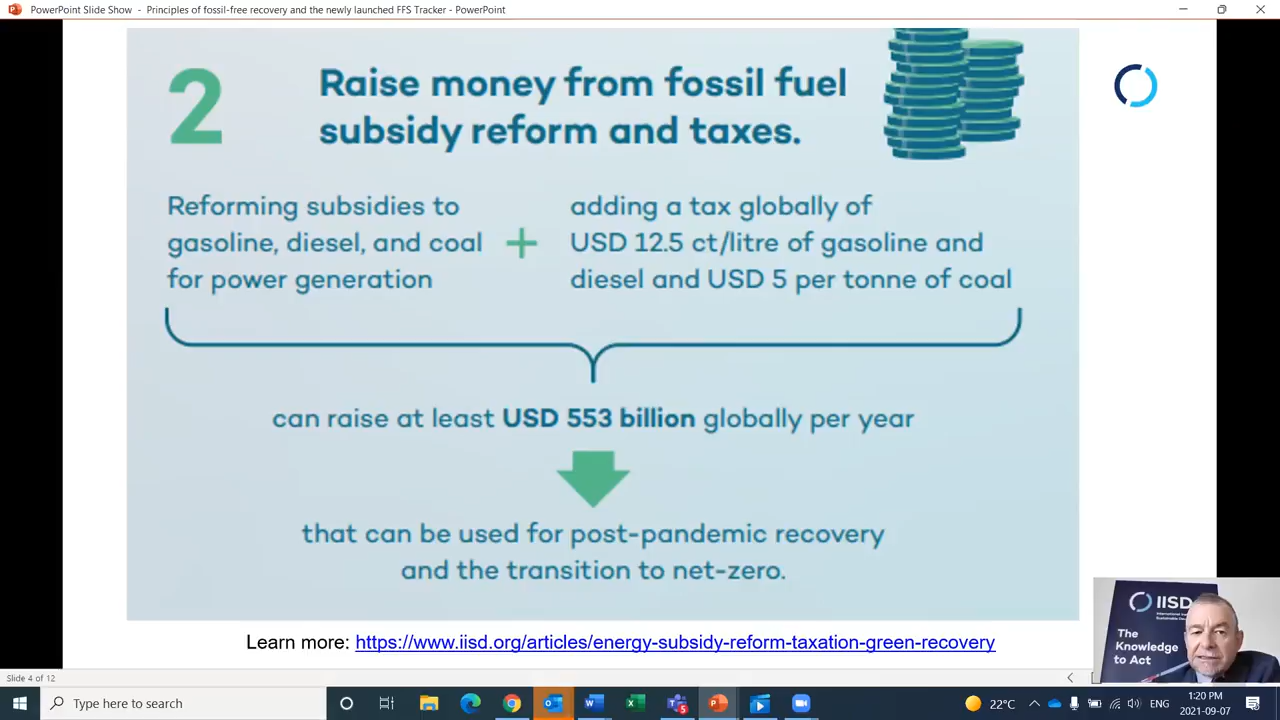 PowerPoint Slide Show - Principles of fossil-free recovery and the newly launched FFS Tracker - PowerPoint
2
Raise money from fossil fuel
subsidy reform and taxes.
Reforming subsidies to
gasoline, diesel, and coal
for power generation
+
adding a tax globally of
USD 12.5 ct/litre of gasoline and
diesel and USD 5 per tonne of coal
can raise at least USD 553 billion globally per year
that can be used for post-pandemic recovery
and the transition to net-zero.
Learn more: https://www.iisd.org/articles/energy-subsidy-reform-taxation-green-recovery
IISD
The
Knowledge
to Act
Slide 4 of 12
Type here to search
22°C
ENG
1:20 PM
2021-09-07